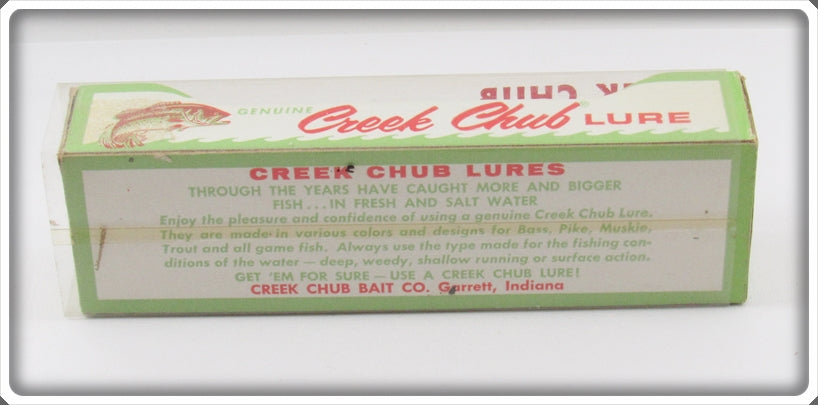 GENUINE Creek Chub® LURE
CREEK CHUB LURES
THROUGH THE YEARS HAVE CAUGHT MORE AND BIGGER
FISH...IN FRESH AND SALT WATER
Enjoy the pleasure and confidence of using a genuine Creek Chub Lure.
They are made in various colors and designs for Bass, Pike, Muskie,
Trout and all game fish. Always use the type made for the fishing con-
ditions of the water — deep, weedy, shallow running or surface action.
GET 'EM FOR SURE — USE A CREEK CHUB LURE!
CREEK CHUB BAIT CO. Garrett, Indiana